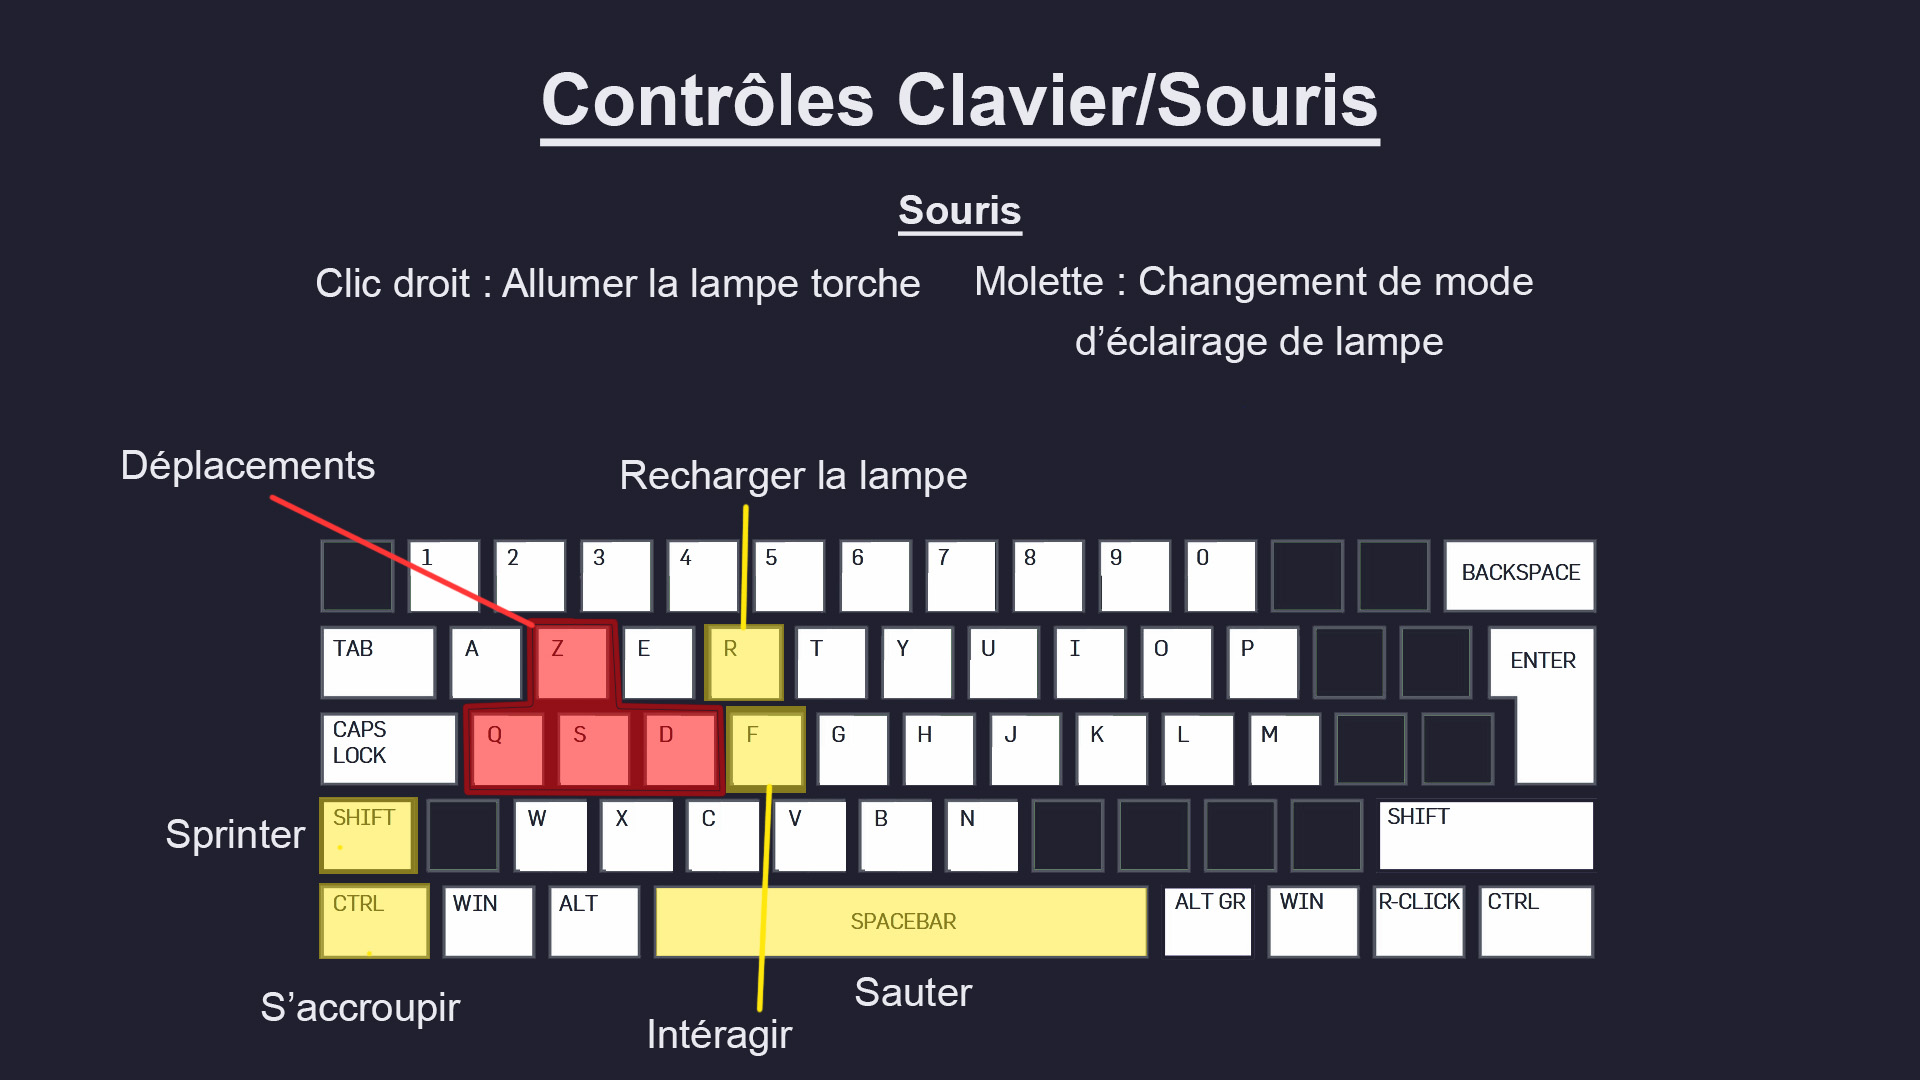 Contrôles Clavier/Souris
Souris
Clic droit : Allumer la lampe torche
Molette : Changement de mode
d’éclairage de lampe
Déplacements
Recharger la lampe
1 2 3 4 5 6 7 8 9 0 BACKSPACE
TAB A Z E R T Y U I O P ENTER
CAPS LOCK Q S D F G H J K L M
Sprinter
SHIFT W X C V B N SHIFT
CTRL WIN ALT SPACEBAR ALT GR WIN R-CLICK CTRL
S’accroupir
Sauter
Intéragir